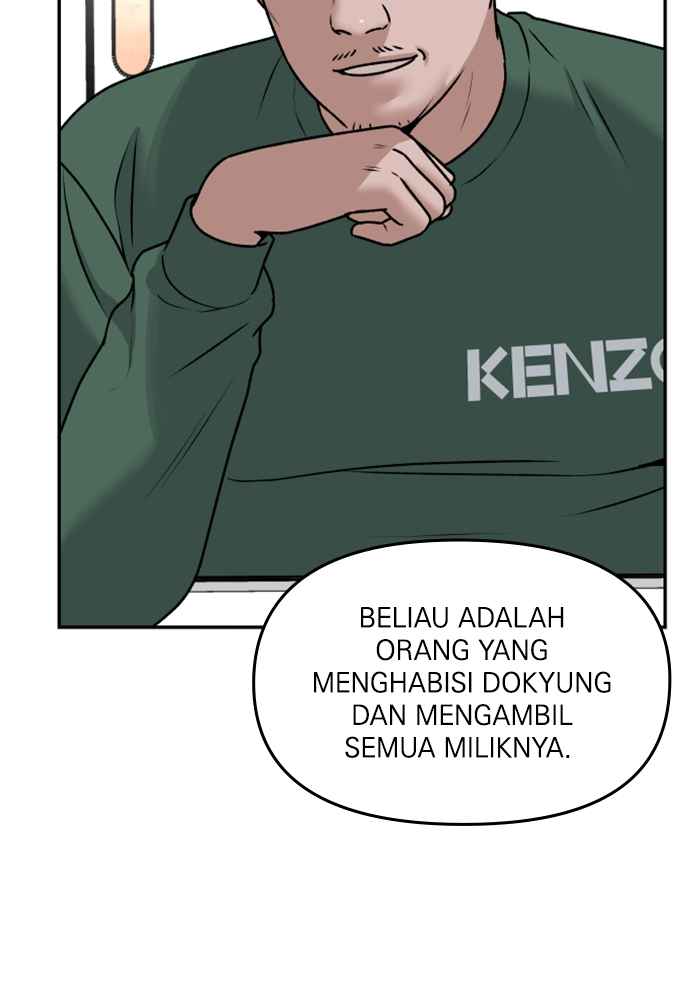 KENZO
BELIAU ADALAH
ORANG YANG
MENGHABISI DOKYUNG
DAN MENGAMBIL
SEMUA MILIKNYA.